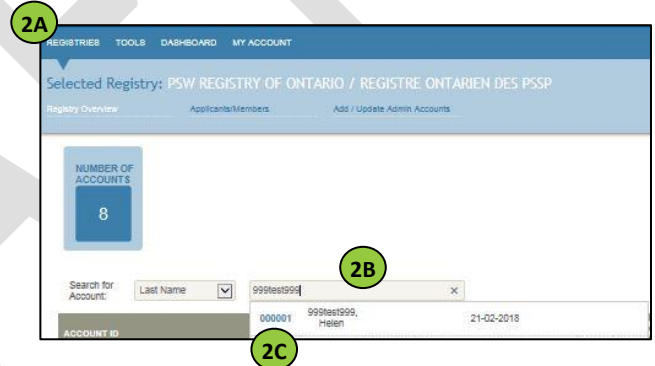 2A
REGISTRIES TOOLS DASHBOARD MY ACCOUNT
Selected Registry: PSW REGISTRY OF ONTARIO / REGISTRE ONTARIEN DES PSSP
Registry Overview Applicants/Members Add / Update Admin Accounts
NUMBER OF
ACCOUNTS
8
2B
Search for
Account:
Last Name
999test999
×
000001 999test999,
Helen
21-02-2018
ACCOUNT ID
2C